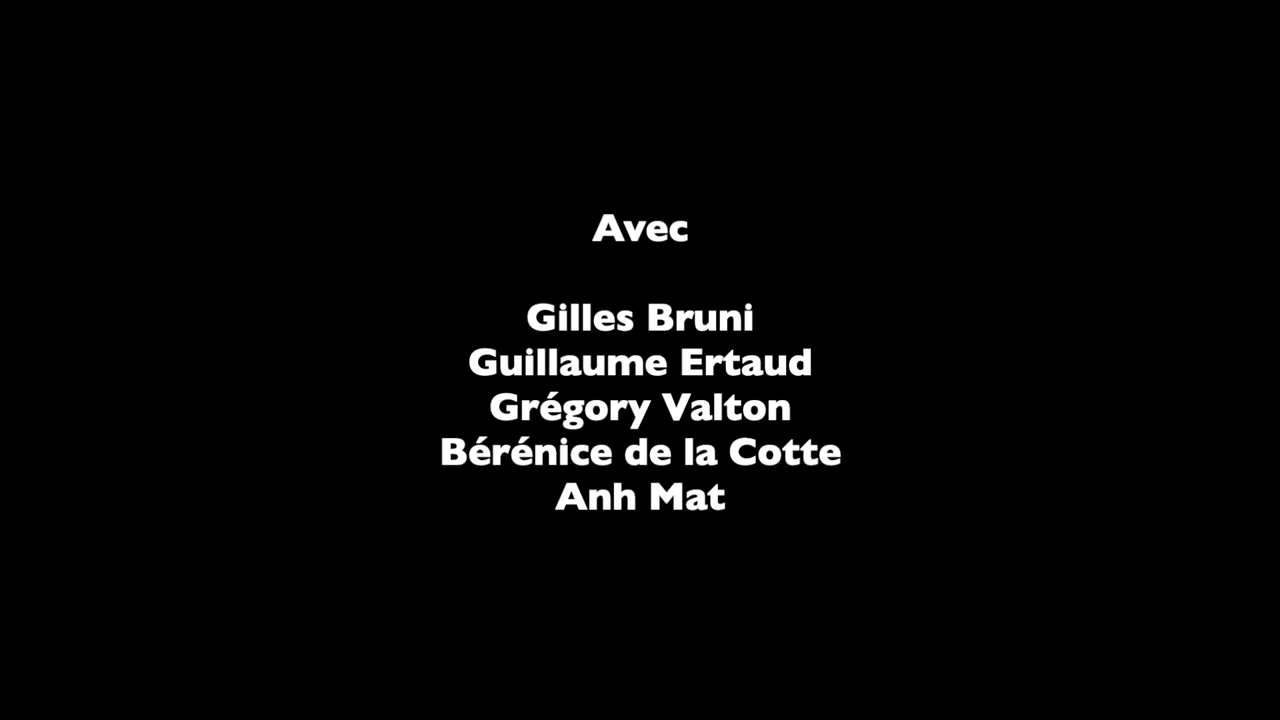 Avec
Gilles Bruni
Guillaume Ertaud
Grégory Valton
Bérénice de la Cotte
Anh Mat